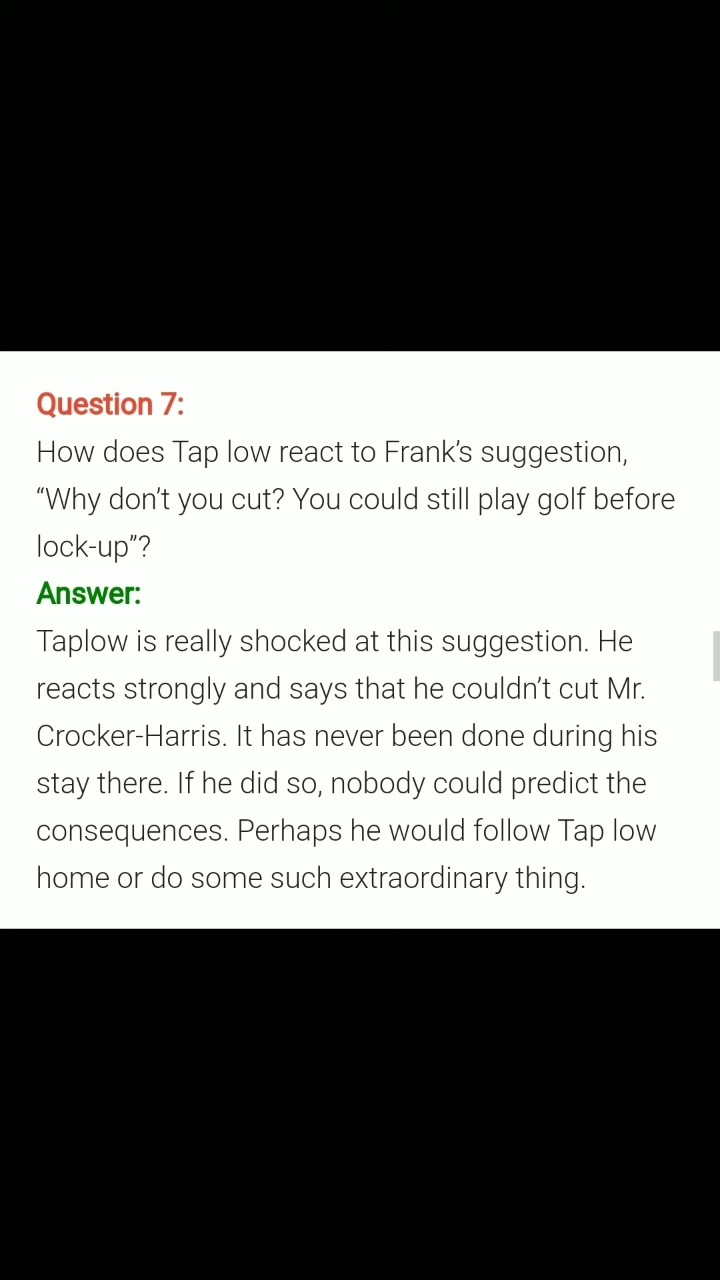 Question 7:
How does Tap low react to Frank’s suggestion,
“Why don’t you cut? You could still play golf before
lock-up”?
Answer:
Taplow is really shocked at this suggestion. He
reacts strongly and says that he couldn’t cut Mr.
Crocker-Harris. It has never been done during his
stay there. If he did so, nobody could predict the
consequences. Perhaps he would follow Tap low
home or do some such extraordinary thing.